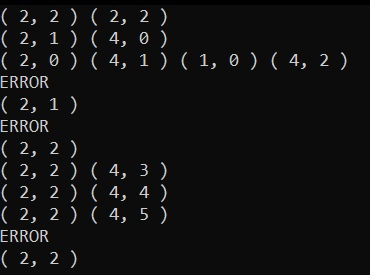 ( 2, 2 ) ( 2, 2 )
( 2, 1 ) ( 4, 0 )
( 2, 0 ) ( 4, 1 ) ( 1, 0 ) ( 4, 2 )
ERROR
( 2, 1 )
ERROR
( 2, 2 )
( 2, 2 ) ( 4, 3 )
( 2, 2 ) ( 4, 4 )
( 2, 2 ) ( 4, 5 )
ERROR
( 2, 2 )